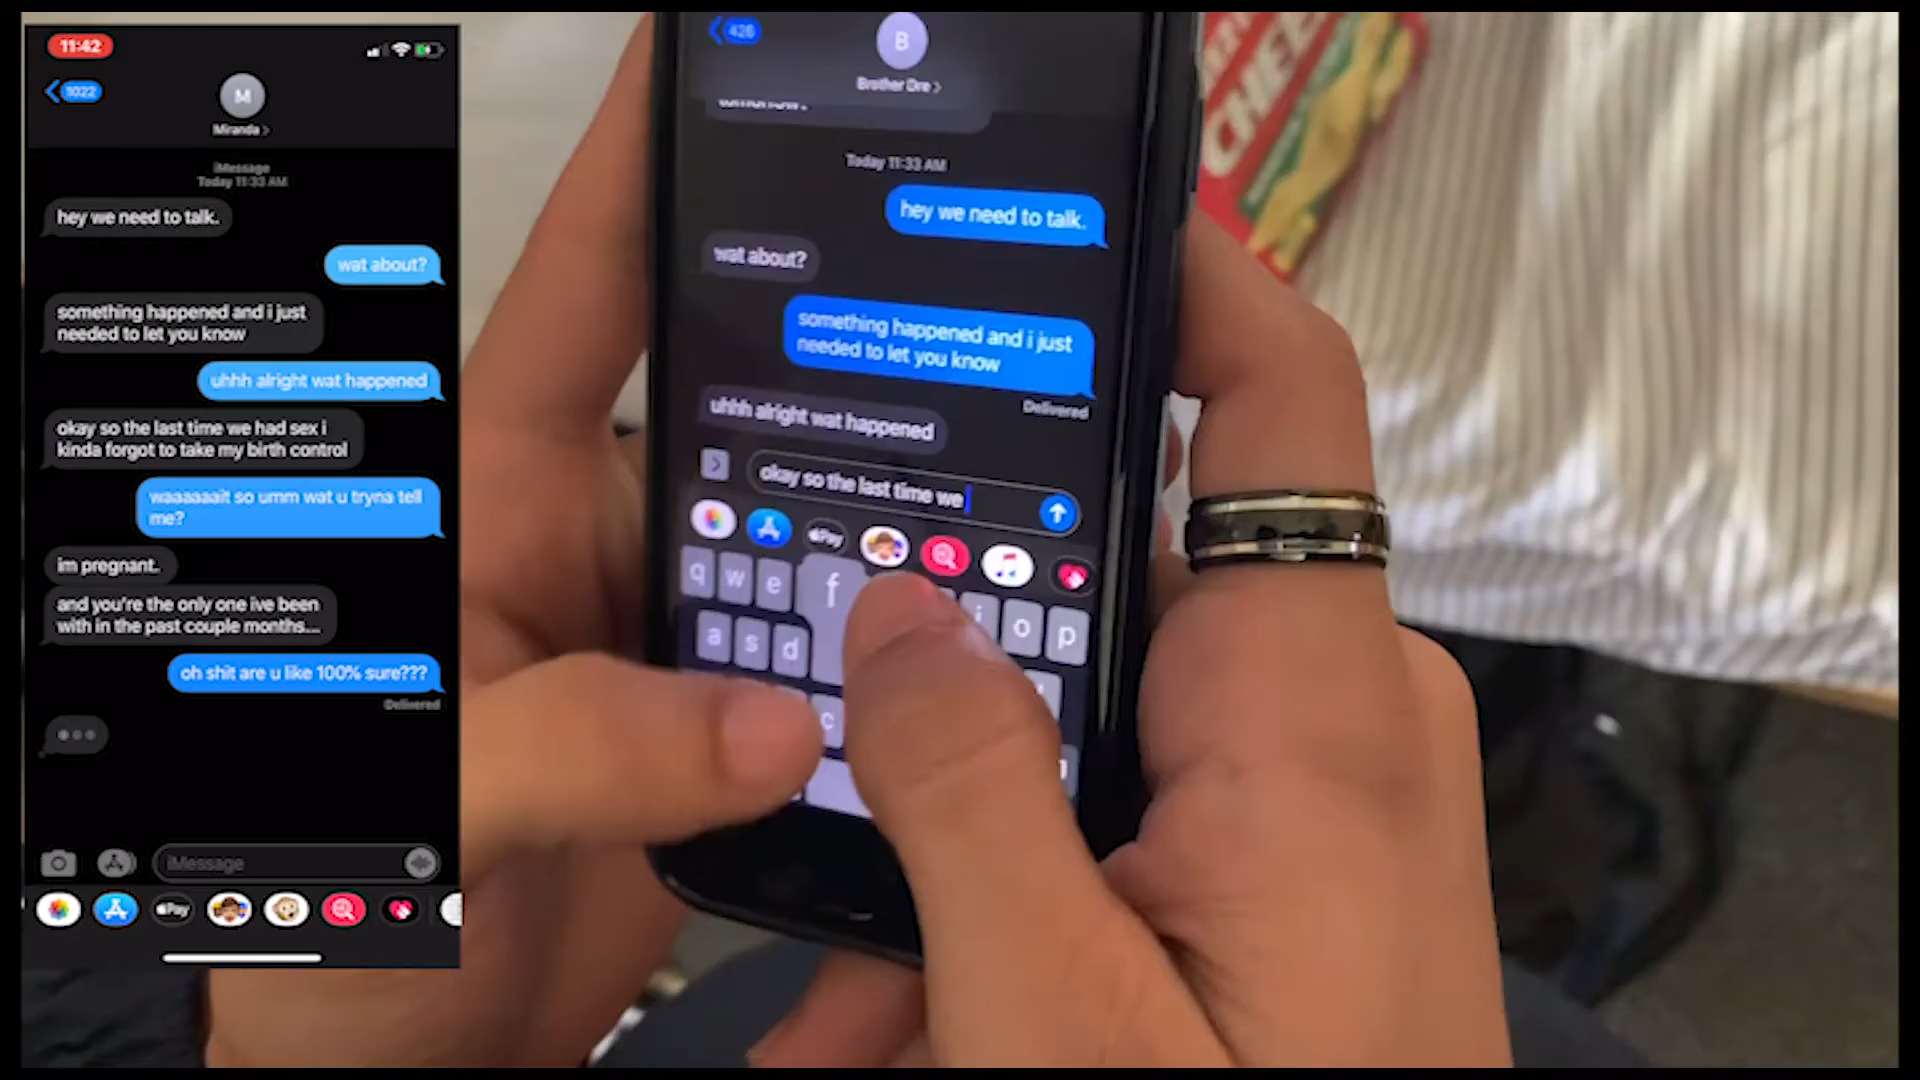 11:42
1022
M
Miranda >
iMessage
Today 11:33 AM
hey we need to talk.
wat about?
something happened and i just
needed to let you know
uhhh alright wat happened
okay so the last time we had sex i
kinda forgot to take my birth control
waaaaaait so umm wat u tryna tell
me?
im pregnant.
and you're the only one ive been
with in the past couple months....
oh shit are u like 100% sure???
Delivered
iMessage
Pay
426
B
Brother Dre >
Today 11:33 AM
hey we need to talk.
wat about?
something happened and i just
needed to let you know
Delivered
uhhh alright wat happened
okay so the last time we
Pay
q w e f i o p
a s d
c